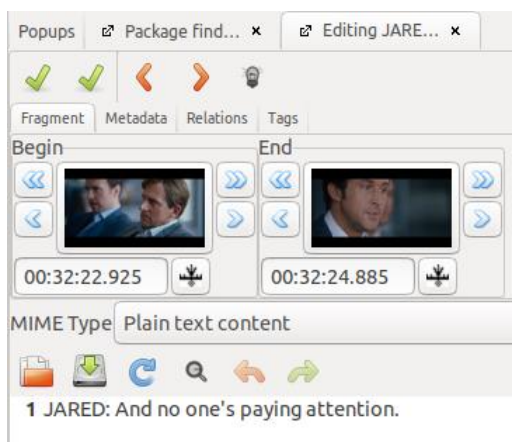 Popups Package find... × Editing JARE... ×
Fragment Metadata Relations Tags
Begin End
00:32:22.925 00:32:24.885
MIME Type Plain text content
1 JARED: And no one's paying attention.